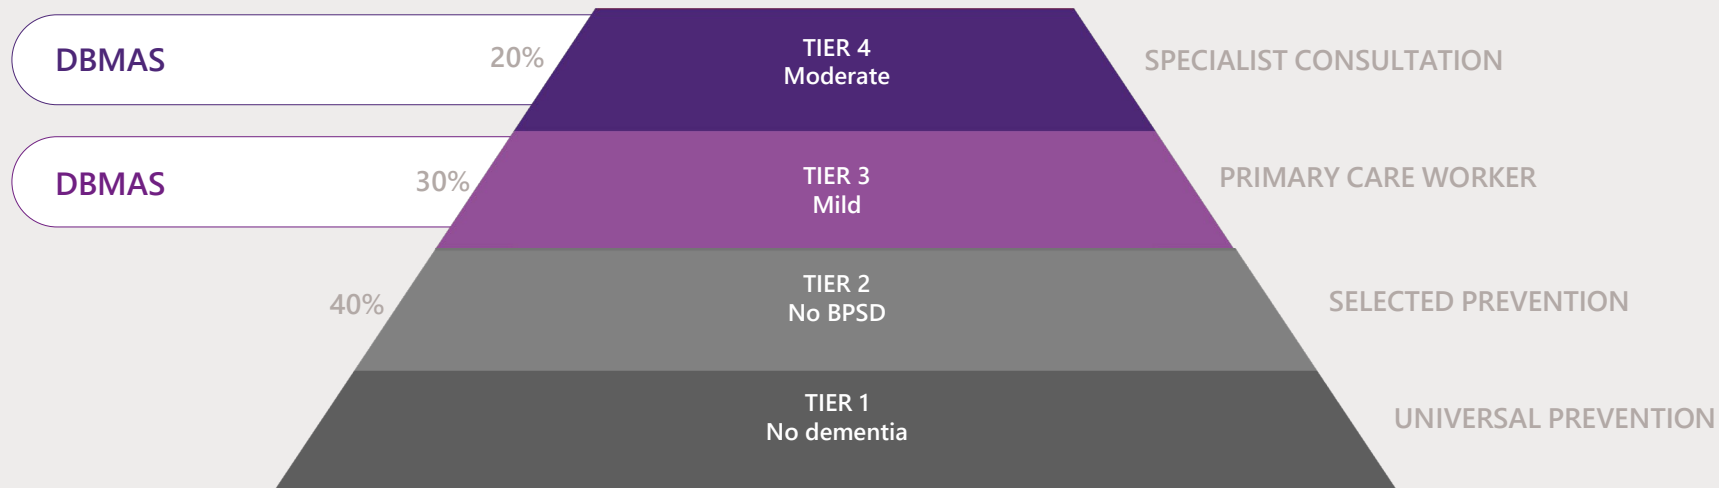 DBMAS
20%
TIER 4
Moderate
SPECIALIST CONSULTATION
DBMAS
30%
TIER 3
Mild
PRIMARY CARE WORKER
40%
TIER 2
No BPSD
SELECTED PREVENTION
TIER 1
No dementia
UNIVERSAL PREVENTION